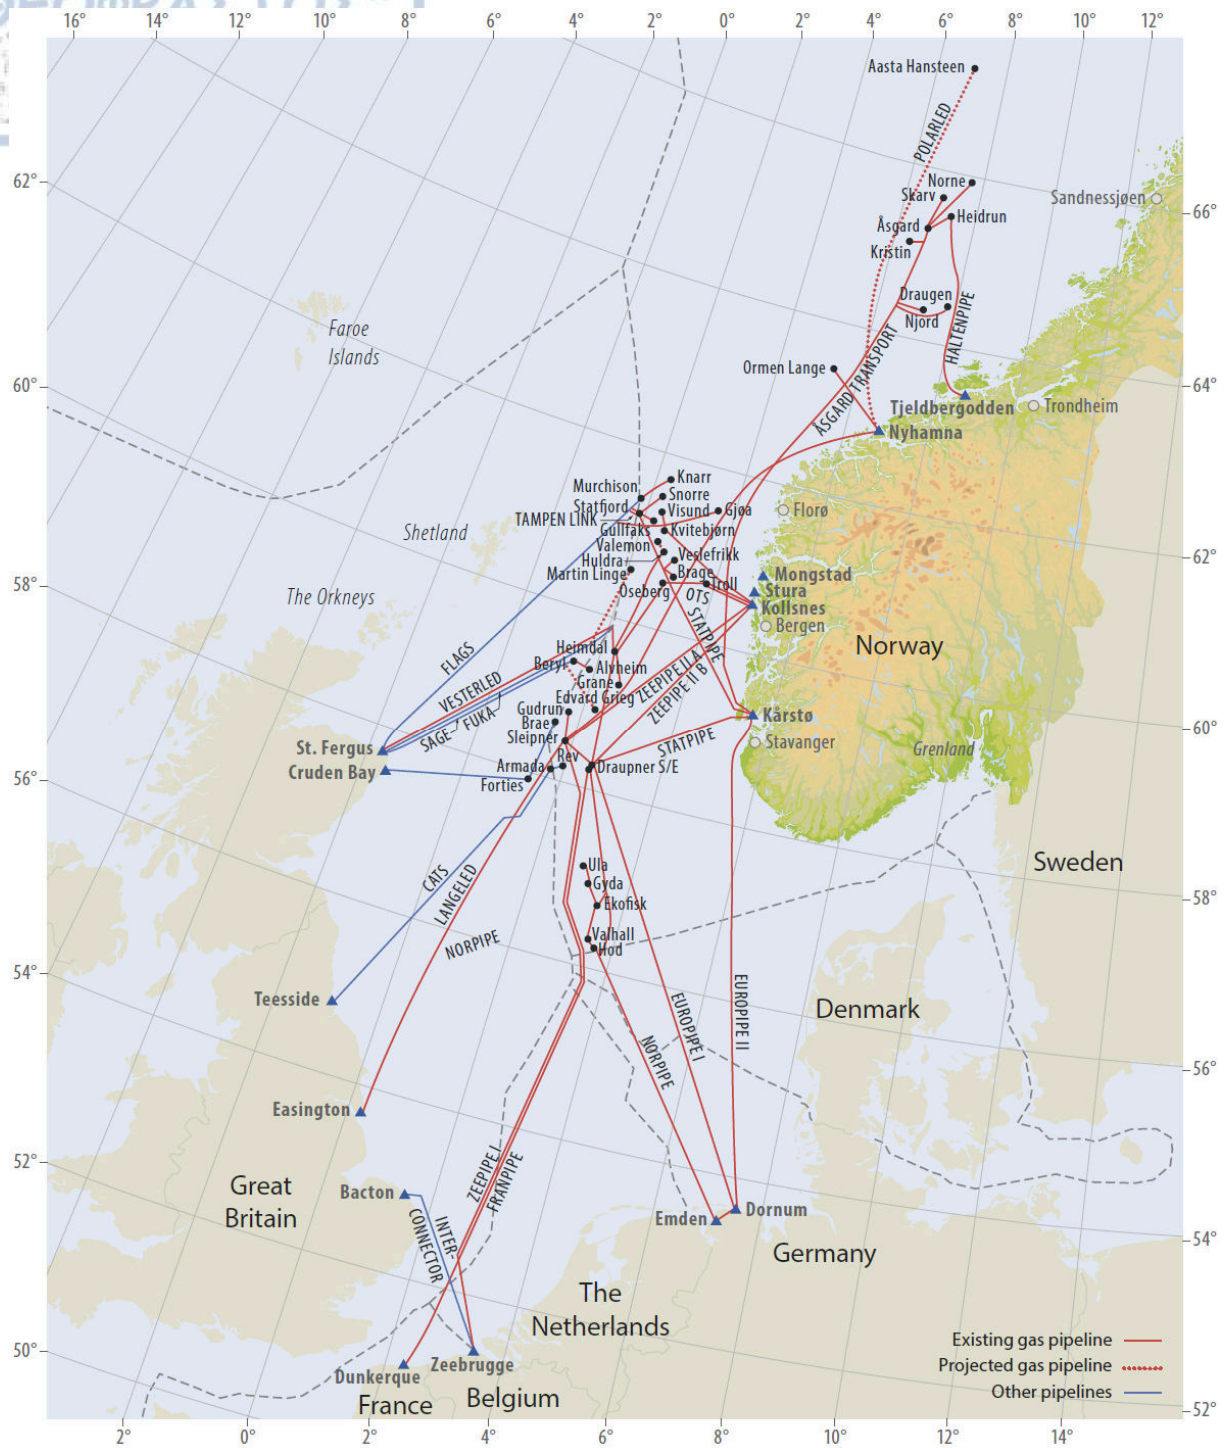 16° 14° 12° 10° 8° 6° 4° 2° 0° 2° 4° 6° 8° 10° 12°
Aasta Hansteen
POLARLED
62°
Norne
Skarv
Sandnessjøen
66°
Heidrun
Åsgard
Kristin
Draugen
Njord
HALTENPIPE
Faroe
Islands
ÅSGARD TRANSPORT
Ormen Lange
60°
64°
Tjeldbergodden
Trondheim
Nyhamna
Knarr
Murchison
Snorre
Statfjord
Visund
Gjøa
Florø
TAMPEN LINK
Gullfaks
Kvitebjørn
Shetland
Valemon
Veslefrikk
Huldra
62°
Martin Linge
Brage
Troll
Mongstad
Oseberg
OTS
Stura
58°
The Orkneys
Kollsnes
Bergen
STATPIPE
Norway
FLAGS
Heimdal
Beryl
Alvheim
ZEEPIPE II A
ZEEPIPE II B
VESTERLED
Grane
Edvard Grieg
SAGE
FUKA
Gudrun
Brae
Kårstø
60°
Sleipner
STATPIPE
Stavanger
Grenland
St. Fergus
Rev
Cruden Bay
Armada
Draupner S/E
56°
Forties
Ula
Sweden
CATS
Gyda
LANGELED
Ekofisk
58°
NORPIPE
Valhall
Hod
54°
Teesside
EUROPIPE II
Denmark
EUROPIPE I
NORPIPE
56°
Easington
52°
ZEEPIPE I
FRANPIPE
Great
Britain
Bacton
Emden
Dornum
INTER-
CONNECTOR
Germany
54°
The
Netherlands
50°
Existing gas pipeline
Projected gas pipeline
Other pipelines
Zeebrugge
Dunkerque
France
Belgium
52°
2° 0° 2° 4° 6° 8° 10° 12° 14°